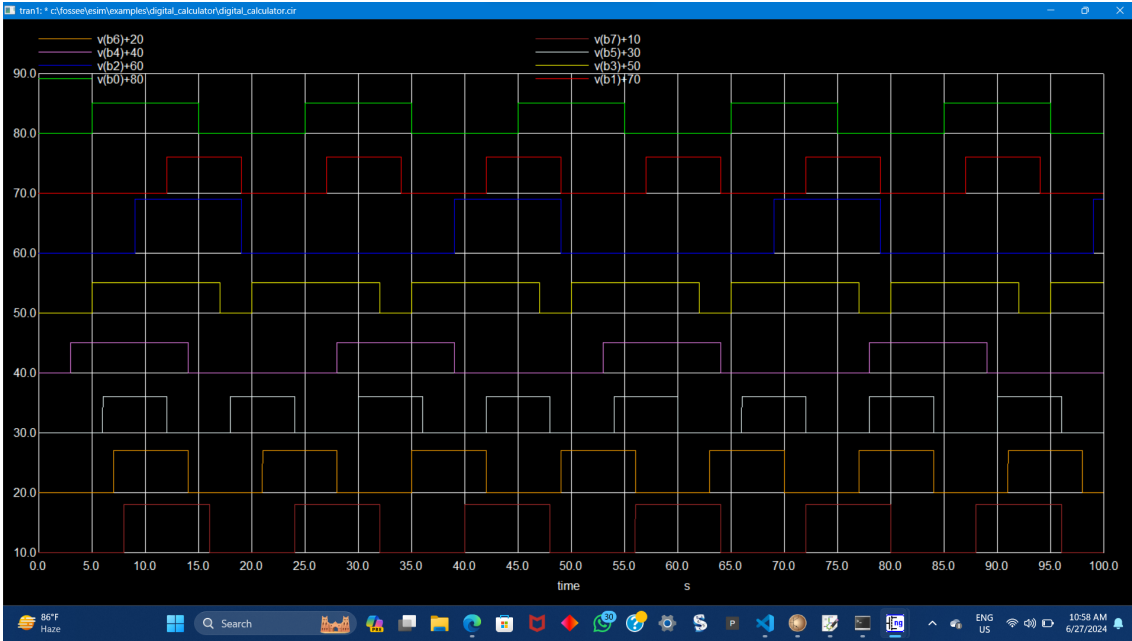 tran1: * c:\fossee\esim\examples\digital_calculator\digital_calculator.cir
v(b6)+20 v(b7)+10
v(b4)+40 v(b5)+30
v(b2)+60 v(b3)+50
v(b0)+80 v(b1)+70
90.0
80.0
70.0
60.0
50.0
40.0
30.0
20.0
10.0
0.0 5.0 10.0 15.0 20.0 25.0 30.0 35.0 40.0 45.0 50.0 55.0 60.0 65.0 70.0 75.0 80.0 85.0 90.0 95.0 100.0
time s
86°F
Haze
Search
30
ENG
US
10:58 AM
6/27/2024